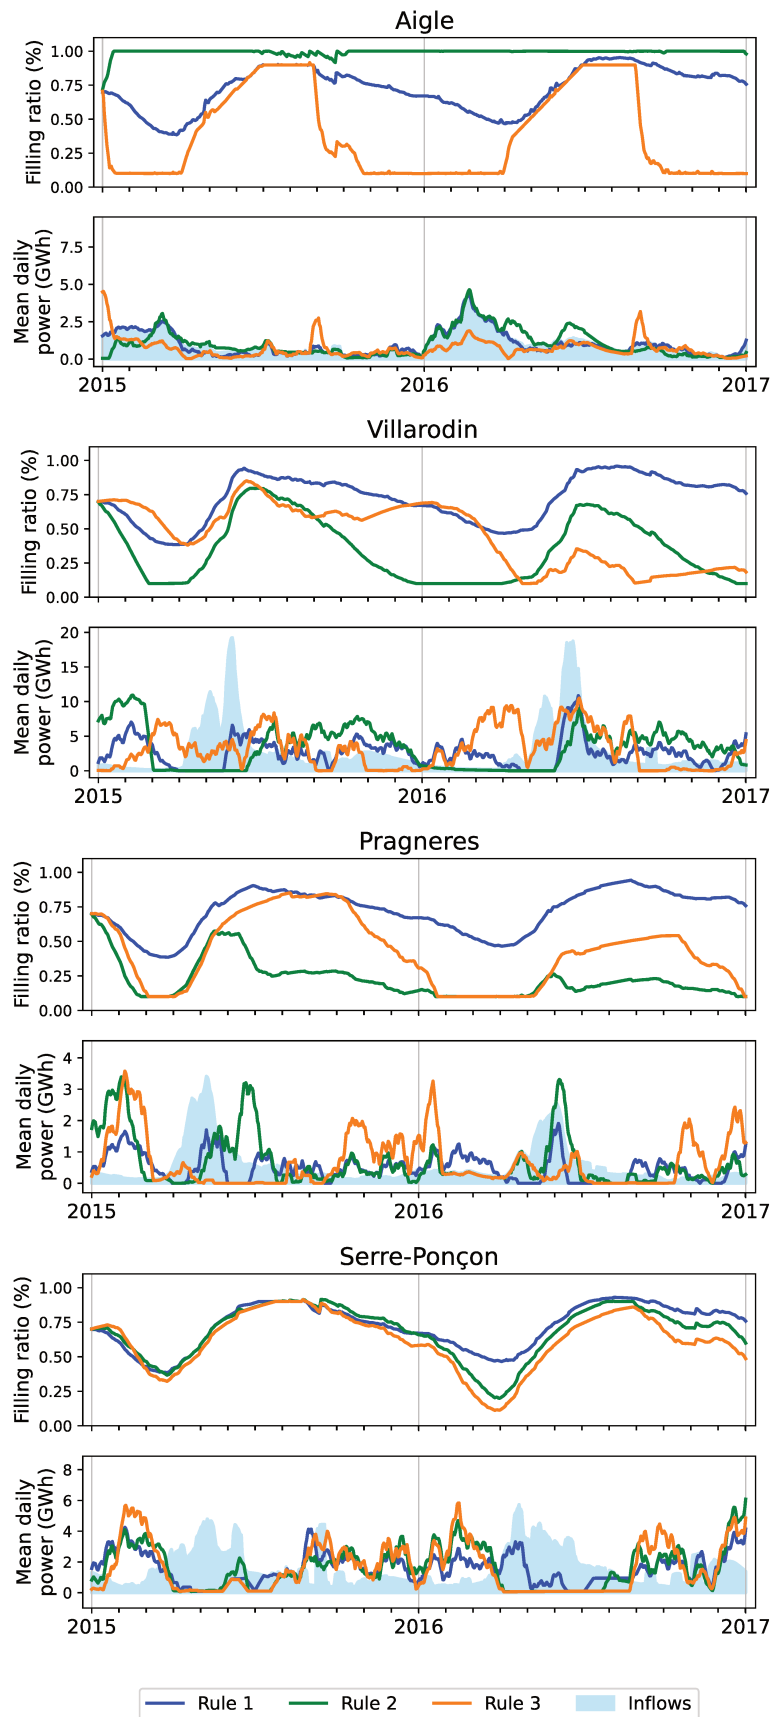 Aigle
Filling ratio (%)
1.00
0.75
0.50
0.25
0.00
Mean daily
power (GWh)
7.5
5.0
2.5
0.0
2015 2016 2017
Villarodin
Filling ratio (%)
1.00
0.75
0.50
0.25
0.00
Mean daily
power (GWh)
20
15
10
5
0
2015 2016 2017
Pragneres
Filling ratio (%)
1.00
0.75
0.50
0.25
0.00
Mean daily
power (GWh)
4
3
2
1
0
2015 2016 2017
Serre-Ponçon
Filling ratio (%)
1.00
0.75
0.50
0.25
0.00
Mean daily
power (GWh)
8
6
4
2
0
2015 2016 2017
Rule 1 Rule 2 Rule 3 Inflows